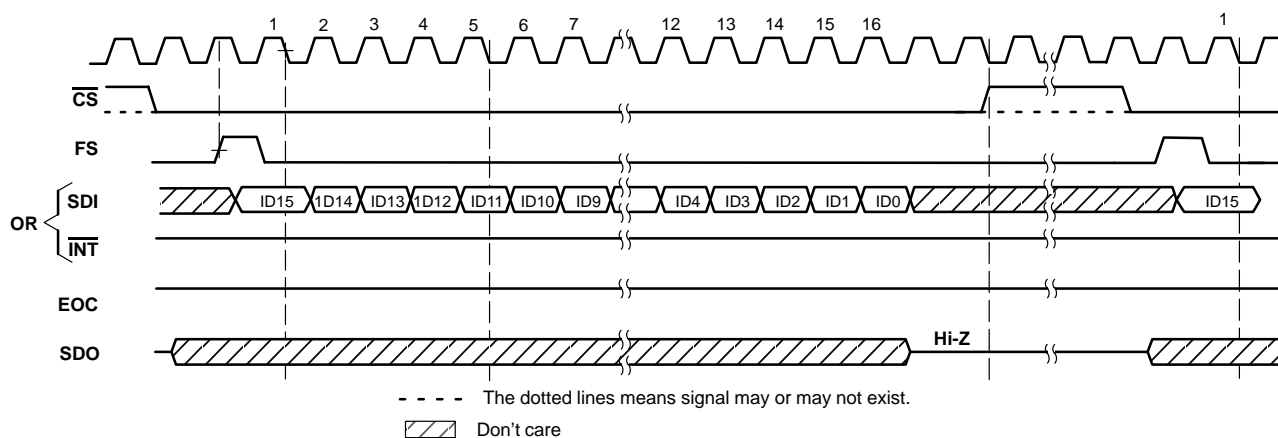 1 2 3 4 5 6 7 12 13 14 15 16 1
CS
FS
SDI ID15 1D14 ID13 1D12 ID11 ID10 ID9 ID4 ID3 ID2 ID1 ID0 ID15
OR
INT
EOC
SDO Hi-Z
The dotted lines means signal may or may not exist.
Don't care